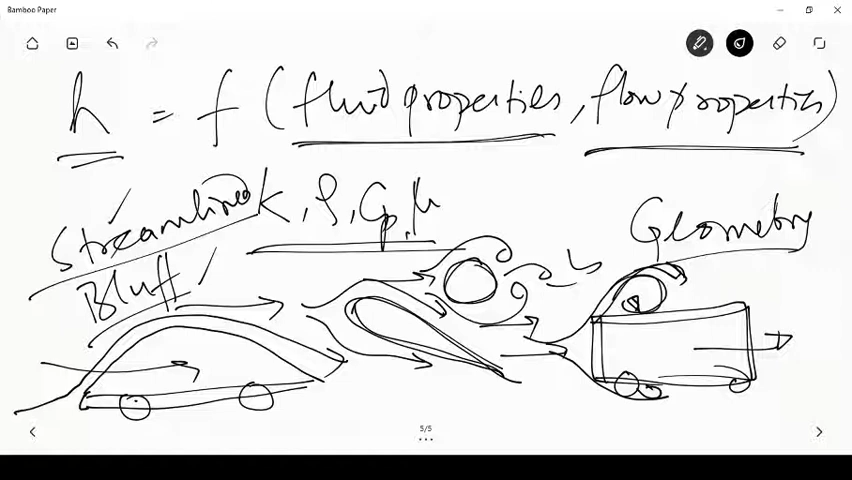 Bamboo Paper
h = f (fluid properties, flow properties)
Streamlined k, ρ, Cp, μ
Geometry
Bluff
5/5